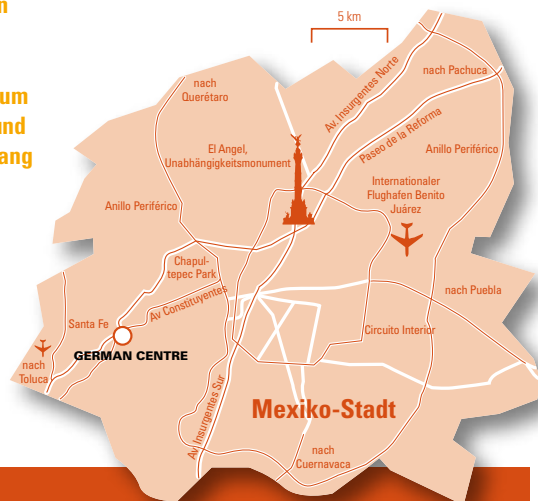 n
um
und
ang
5 km
nach
Querétaro
Av. Insurgentes Norte
nach Pachuca
Paseo de la Reforma
El Angel,
Unabhängigkeitsmonument
Anillo Periférico
Internationaler
Flughafen Benito
Juárez
Anillo Periférico
Chapul-
tepec Park
Av Constituyentes
nach Puebla
Santa Fe
Circuito Interior
GERMAN CENTRE
nach
Toluca
Av. Insurgentes Sur
Mexiko-Stadt
nach
Cuernavaca